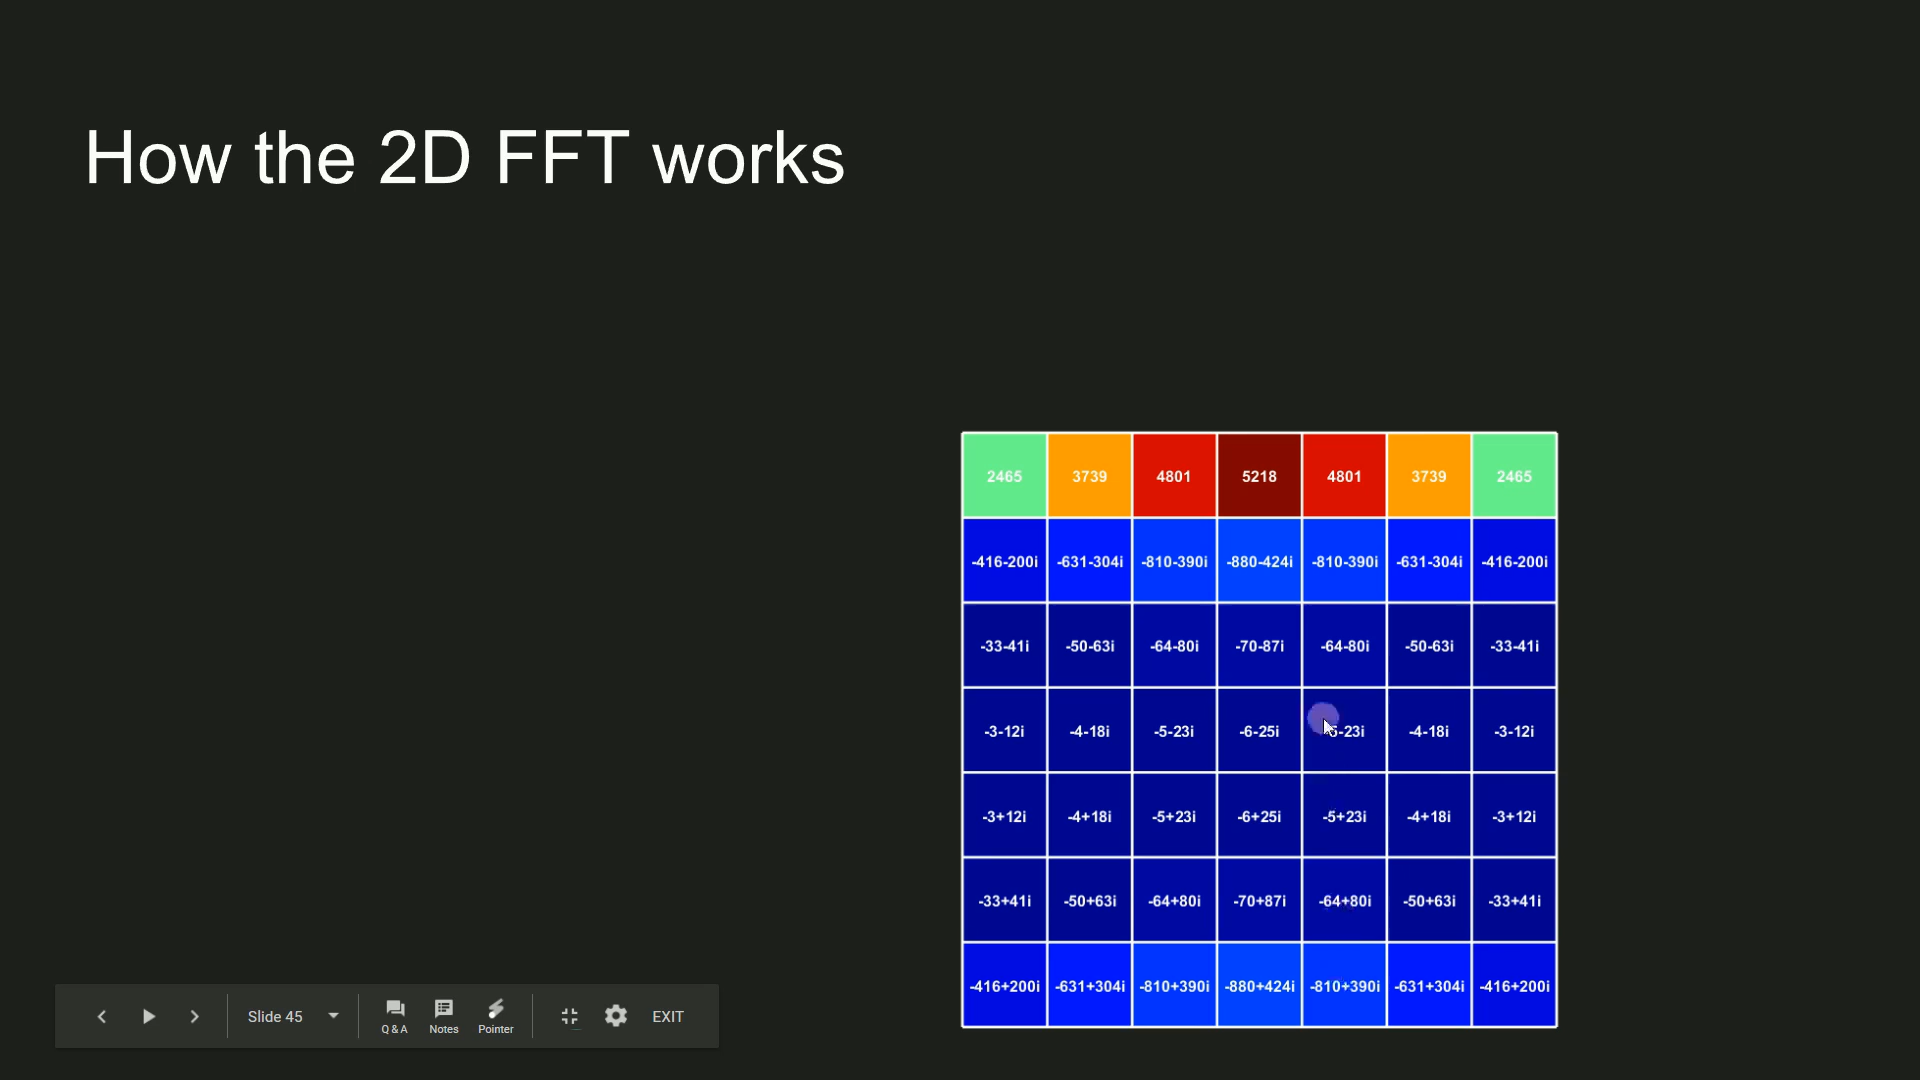 How the 2D FFT works
2465 3739 4801 5218 4801 3739 2465
-416-200i -631-304i -810-390i -880-424i -810-390i -631-304i -416-200i
-33-41i -50-63i -64-80i -70-87i -64-80i -50-63i -33-41i
-3-12i -4-18i -5-23i -6-25i 5-23i -4-18i -3-12i
-3+12i -4+18i -5+23i -6+25i -5+23i -4+18i -3+12i
-33+41i -50+63i -64+80i -70+87i -64+80i -50+63i -33+41i
-416+200i -631+304i -810+390i -880+424i -810+390i -631+304i -416+200i
Slide 45 Q & A Notes Pointer EXIT